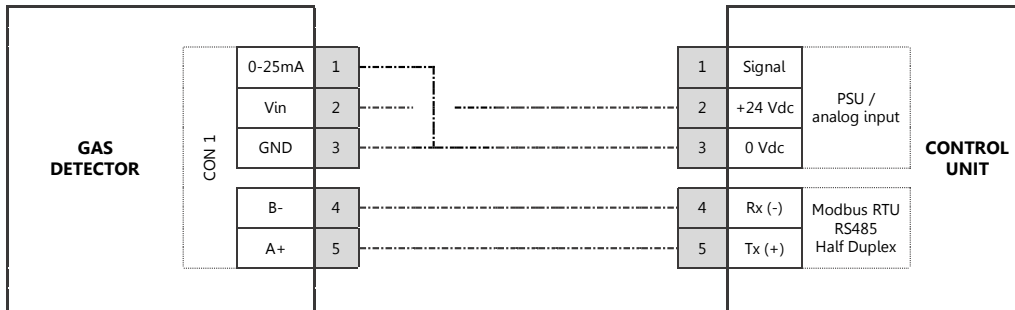 GAS
DETECTOR
CON 1
0-25mA 1
Vin 2
GND 3
B- 4
A+ 5
1 Signal
2 +24 Vdc
3 0 Vdc
PSU /
analog input
4 Rx (-)
5 Tx (+)
Modbus RTU
RS485
Half Duplex
CONTROL
UNIT